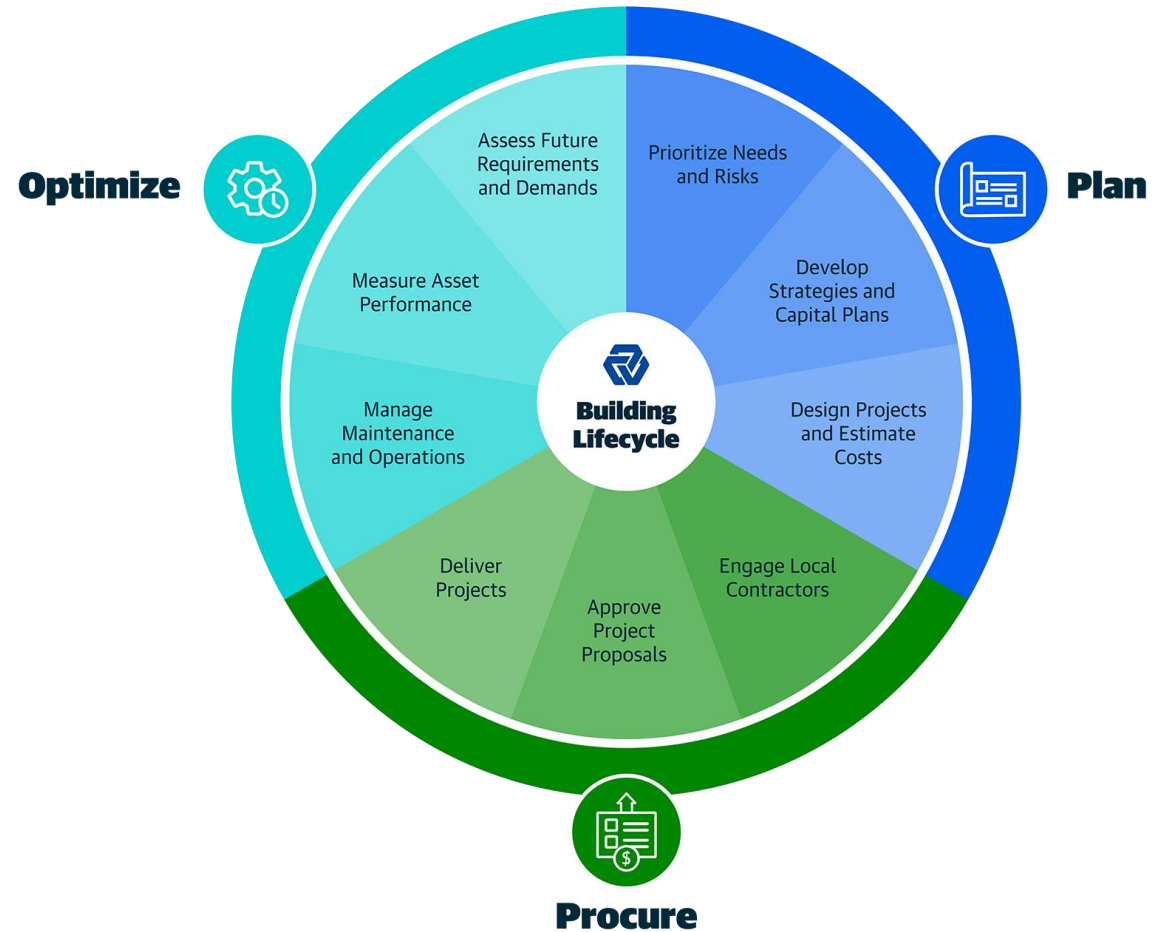 Optimize
Plan
Procure
Building
Lifecycle
Prioritize Needs
and Risks
Develop
Strategies and
Capital Plans
Design Projects
and Estimate
Costs
Engage Local
Contractors
Approve
Project
Proposals
Deliver
Projects
Manage
Maintenance
and Operations
Measure Asset
Performance
Assess Future
Requirements
and Demands
$